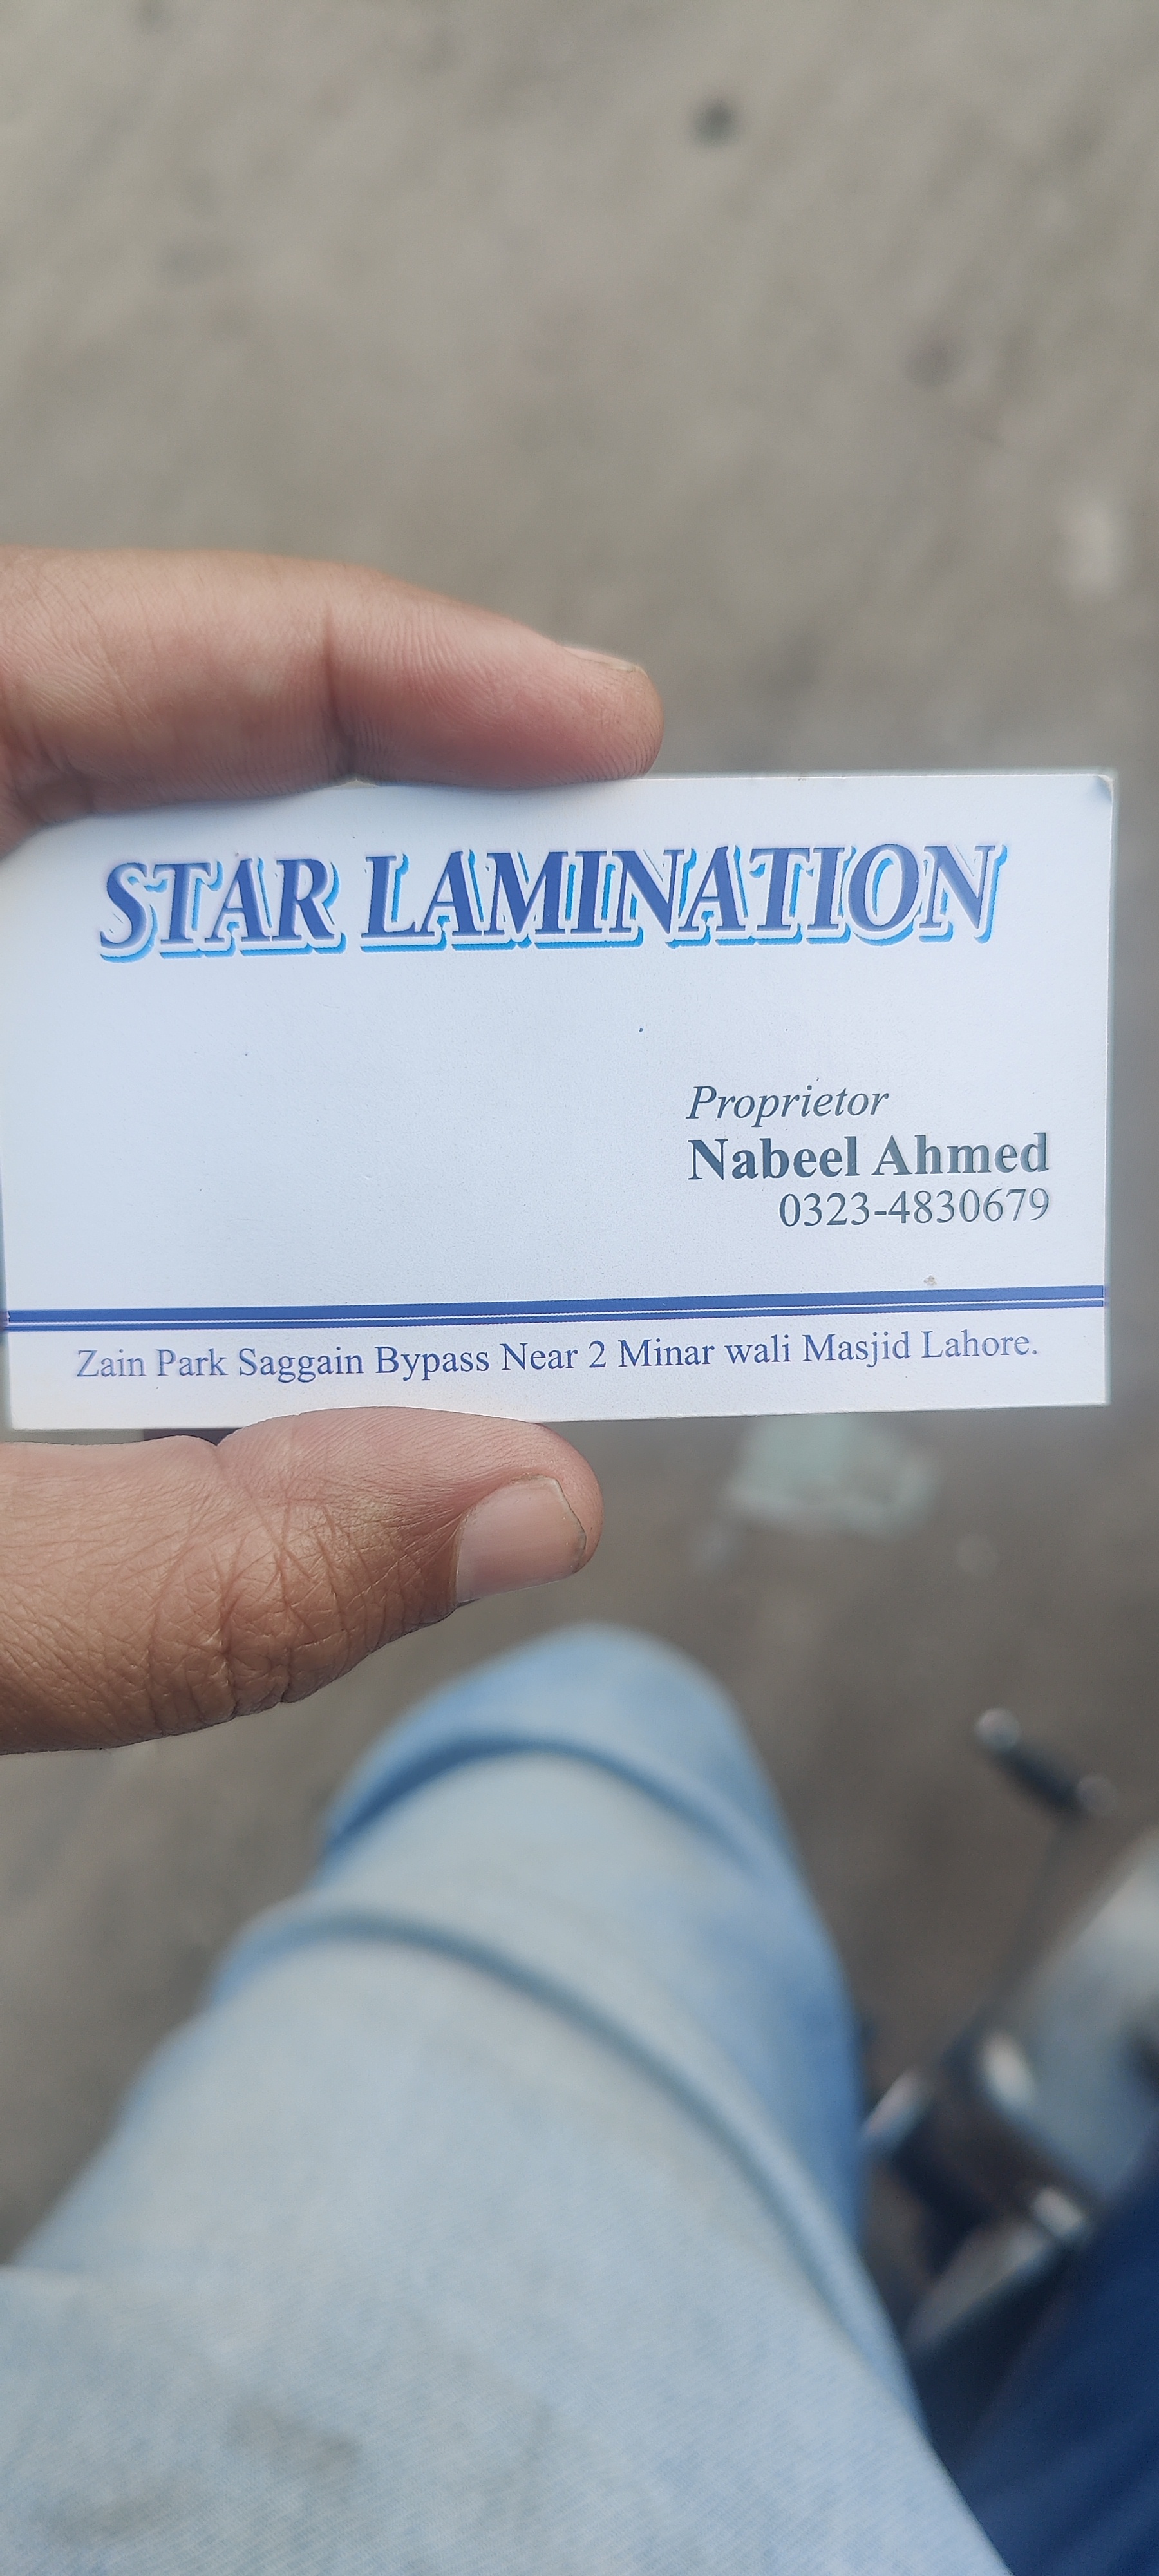 STAR LAMINATION
Proprietor
Nabeel Ahmed
0323-4830679
Zain Park Saggain Bypass Near 2 Minar wali Masjid Lahore.